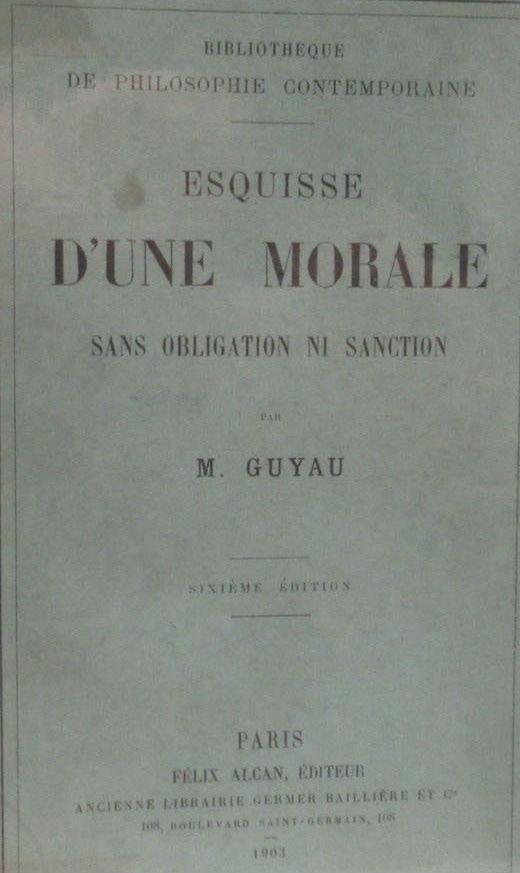 BIBLIOTHÈQUE
DE PHILOSOPHIE CONTEMPORAINE
ESQUISSE
D'UNE MORALE
SANS OBLIGATION NI SANCTION
PAR
M. GUYAU
SIXIÈME ÉDITION
PARIS
FÉLIX ALCAN, ÉDITEUR
ANCIENNE LIBRAIRIE GERMER BAILLIÈRE ET Cie
108, BOULEVARD SAINT-GERMAIN, 108
1903